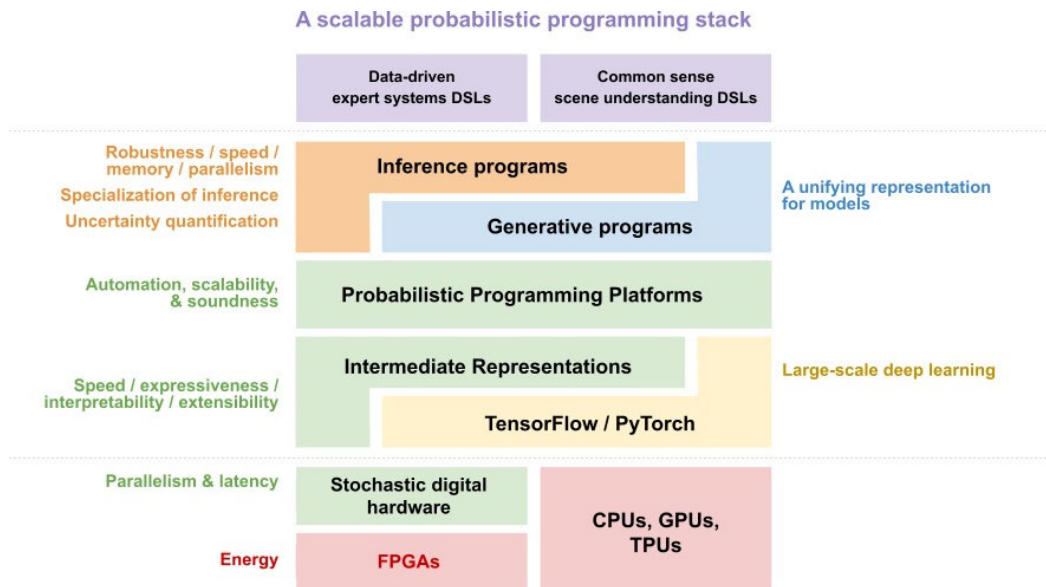 A scalable probabilistic programming stack
Data-driven
expert systems DSLs
Common sense
scene understanding DSLs
Robustness / speed /
memory / parallelism
Specialization of inference
Uncertainty quantification
Inference programs
Generative programs
A unifying representation
for models
Automation, scalability,
& soundness
Probabilistic Programming Platforms
Speed / expressiveness /
interpretability / extensibility
Intermediate Representations
TensorFlow / PyTorch
Large-scale deep learning
Parallelism & latency
Stochastic digital
hardware
CPUs, GPUs,
TPUs
Energy
FPGAs